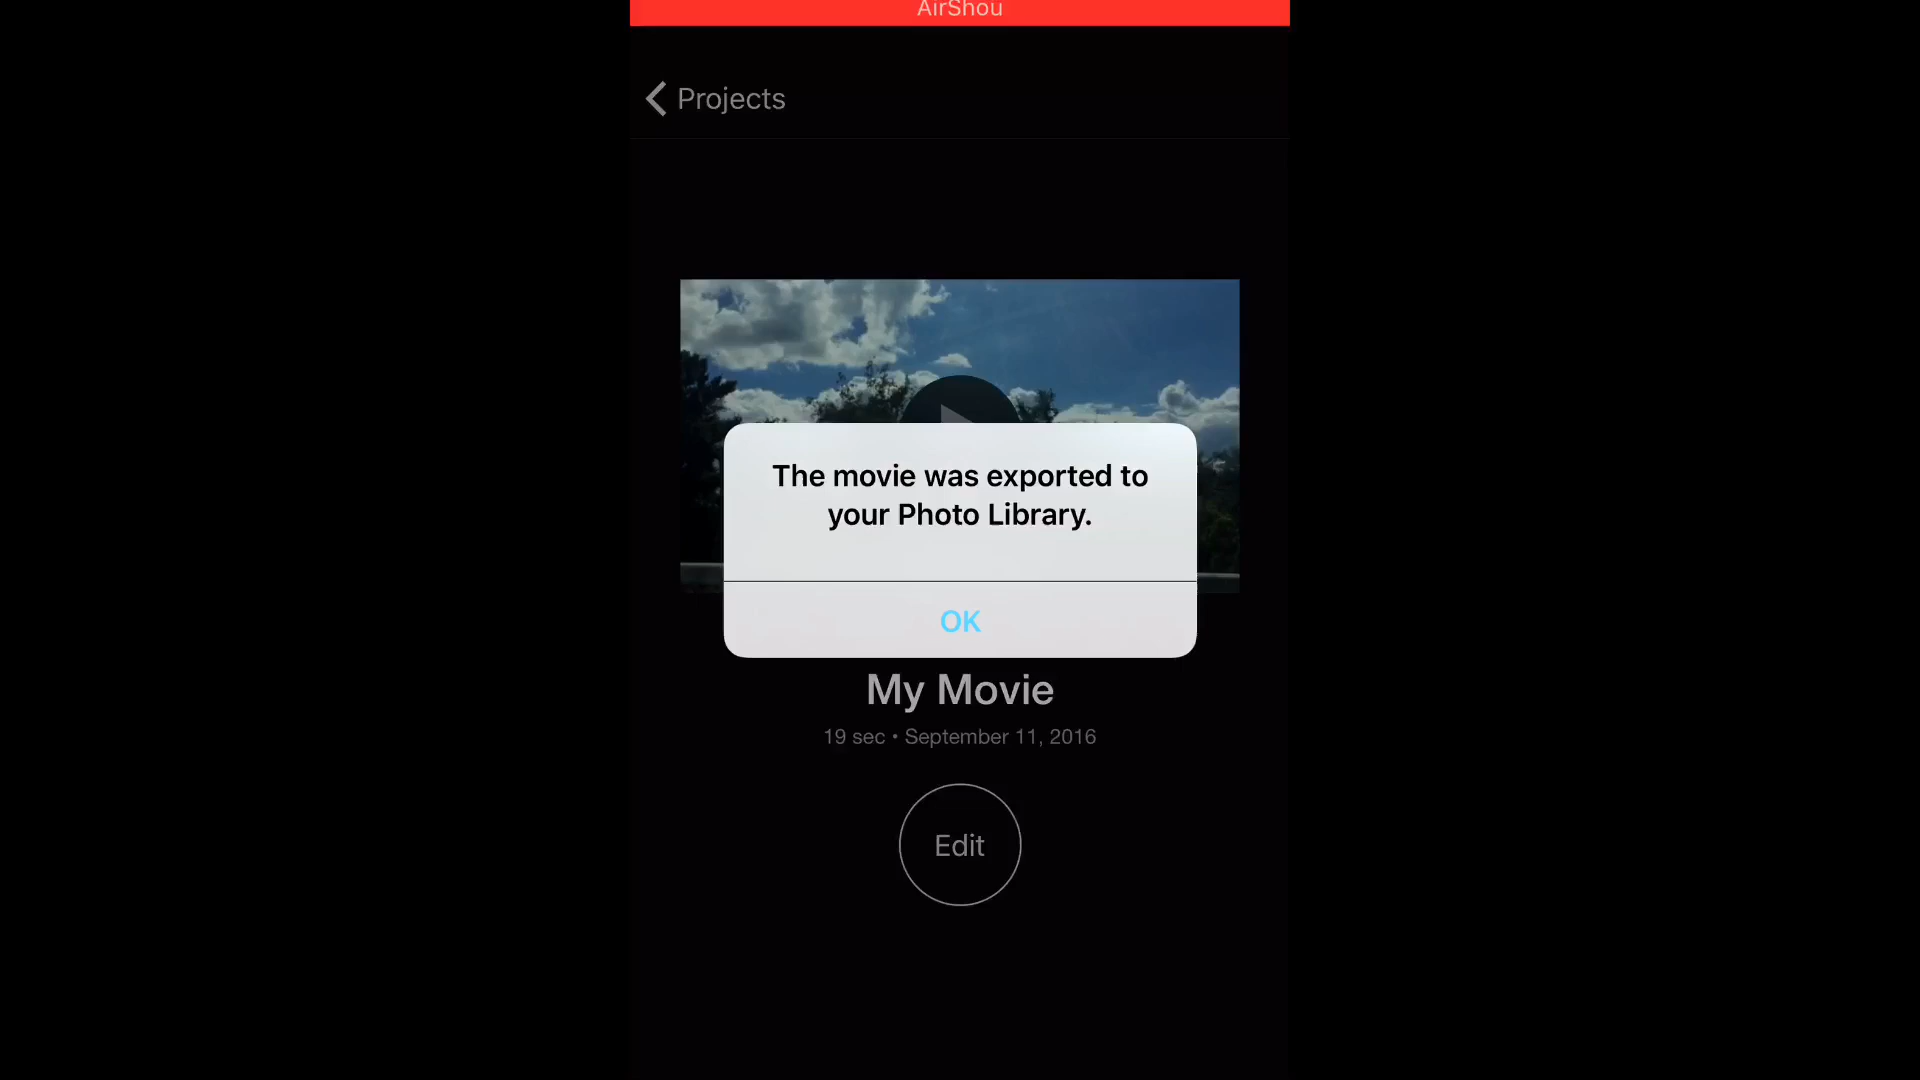 AirShou
Projects
The movie was exported to
your Photo Library.
OK
My Movie
19 sec • September 11, 2016
Edit